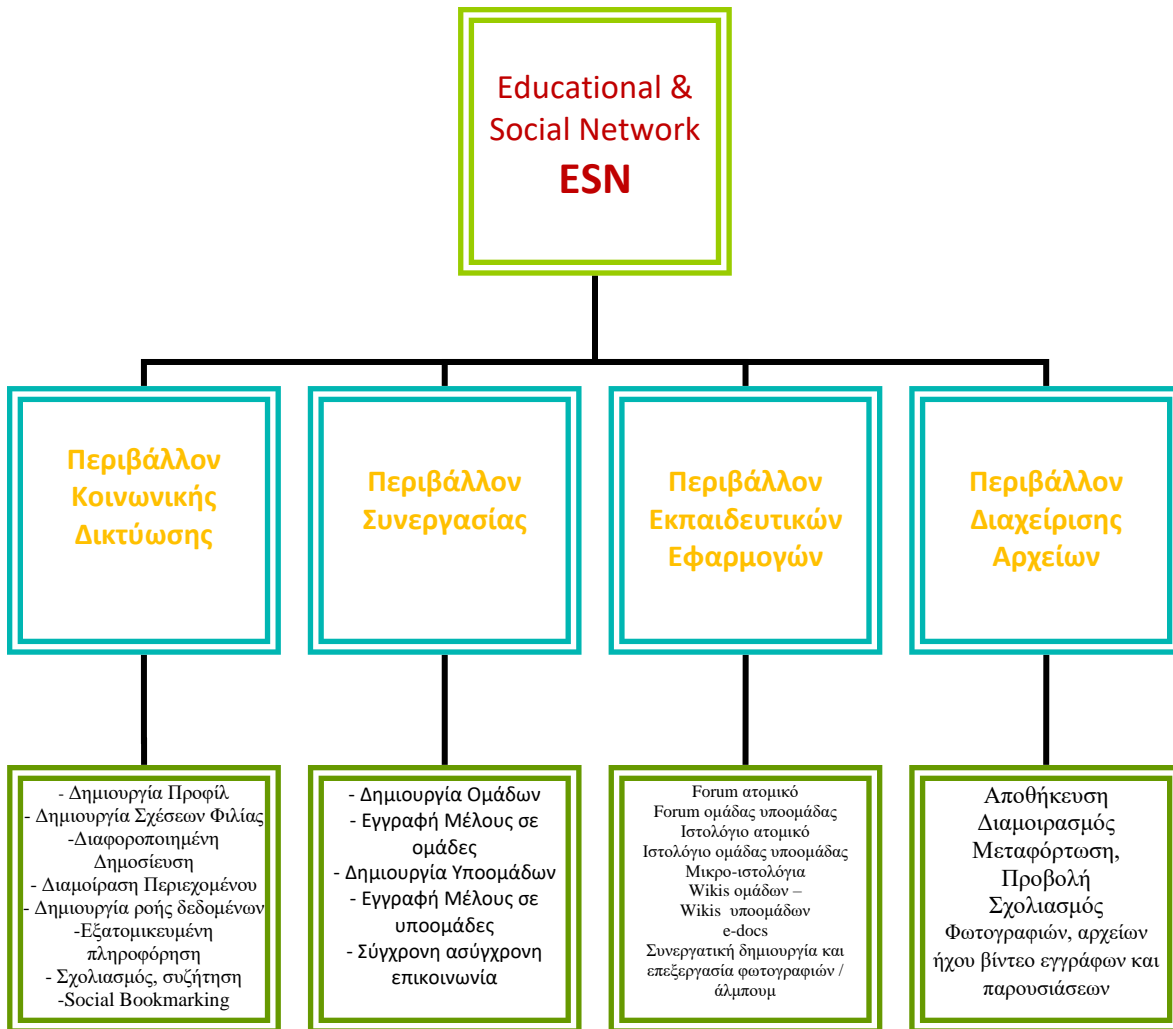 Educational &
Social Network
ESN
Περιβάλλον
Κοινωνικής
Δικτύωσης
Περιβάλλον
Συνεργασίας
Περιβάλλον
Εκπαιδευτικών
Εφαρμογών
Περιβάλλον
Διαχείρισης
Αρχείων
- Δημιουργία Προφίλ
- Δημιουργία Σχέσεων Φιλίας
-Διαφοροποιημένη
Δημοσίευση
- Διαμοίραση Περιεχομένου
- Δημιουργία ροής δεδομένων
-Εξατομικευμένη
πληροφόρηση
- Σχολιασμός, συζήτηση
-Social Bookmarking
- Δημιουργία Ομάδων
- Εγγραφή Μέλους σε
ομάδες
- Δημιουργία Υποομάδων
- Εγγραφή Μέλους σε
υποομάδες
- Σύγχρονη ασύγχρονη
επικοινωνία
Forum ατομικό
Forum ομάδας υποομάδας
Ιστολόγιο ατομικό
Ιστολόγιο ομάδας υποομάδας
Μικρο-ιστολόγια
Wikis ομάδων –
Wikis υποομάδων
e-docs
Συνεργατική δημιουργία και
επεξεργασία φωτογραφιών /
άλμπουμ
Αποθήκευση
Διαμοιρασμός
Μεταφόρτωση,
Προβολή
Σχολιασμός
Φωτογραφιών, αρχείων
ήχου βίντεο εγγράφων και
παρουσιάσεων